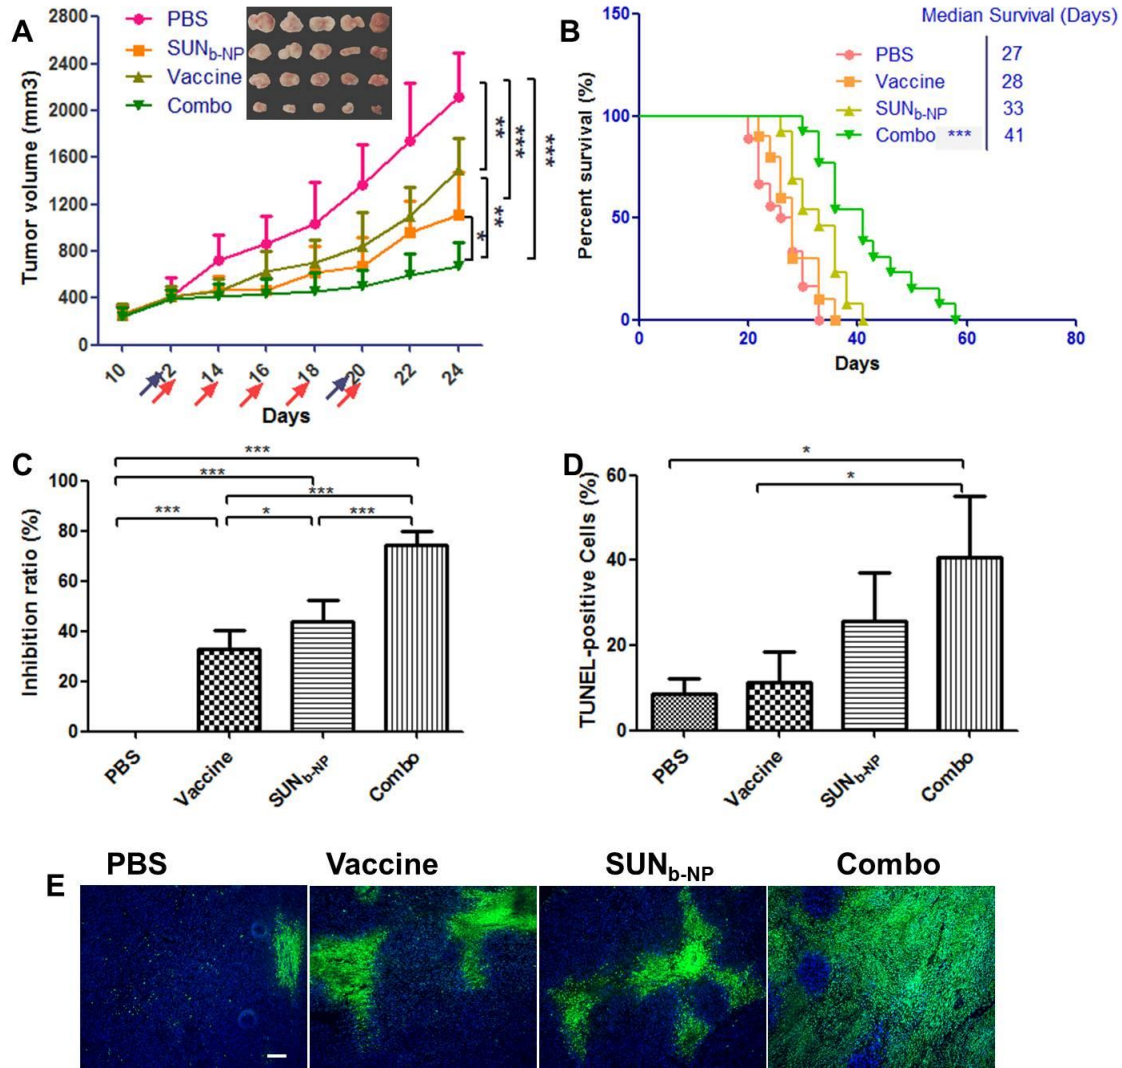 A
Tumor volume (mm3)
2800
2400
2000
1600
1200
800
400
0
PBS
SUNb-NP
Vaccine
Combo
**
***
***
**
*
10
12
14
16
18
20
22
24
Days
B
Median Survival (Days)
PBS 27
Vaccine 28
SUNb-NP 33
Combo *** 41
Percent survival (%)
150
100
50
0
0
20
40
60
80
Days
C
Inhibition ratio (%)
100
80
60
40
20
0
***
***
***
***
*
***
PBS
Vaccine
SUNb-NP
Combo
D
TUNEL-positive Cells (%)
60
40
20
0
*
*
PBS
Vaccine
SUNb-NP
Combo
E
PBS
Vaccine
SUNb-NP
Combo